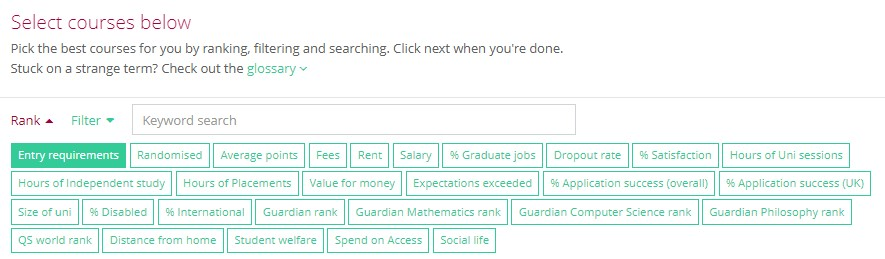 Select courses below
Pick the best courses for you by ranking, filtering and searching. Click next when you're done.
Stuck on a strange term? Check out the glossary
Rank Filter Keyword search
Entry requirements Randomised Average points Fees Rent Salary % Graduate jobs Dropout rate % Satisfaction Hours of Uni sessions
Hours of Independent study Hours of Placements Value for money Expectations exceeded % Application success (overall) % Application success (UK)
Size of uni % Disabled % International Guardian rank Guardian Mathematics rank Guardian Computer Science rank Guardian Philosophy rank
QS world rank Distance from home Student welfare Spend on Access Social life